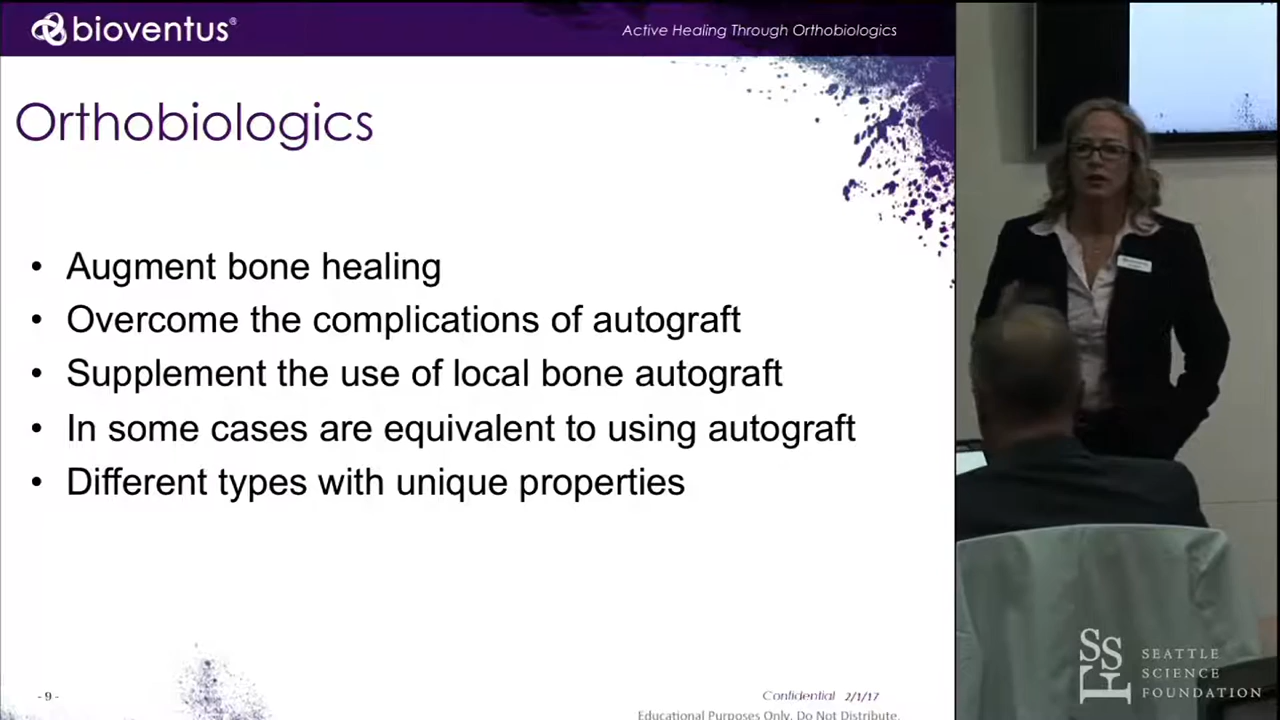 bioventus®
Active Healing Through Orthobiologics
Orthobiologics
• Augment bone healing
• Overcome the complications of autograft
• Supplement the use of local bone autograft
• In some cases are equivalent to using autograft
• Different types with unique properties
- 9 -
Confidential 2/1/17
Educational Purposes Only. Do Not Distribute.
SSF
SEATTLE
SCIENCE
FOUNDATION